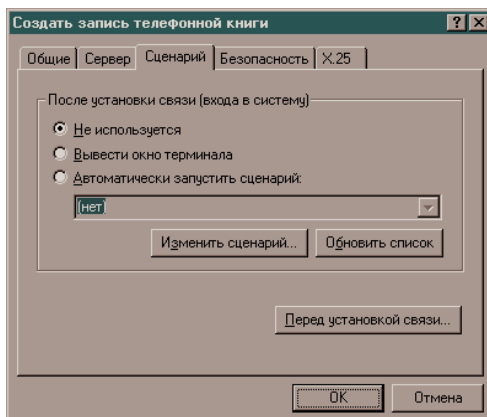 Создать запись телефонной книги
Общие Сервер Сценарий Безопасность X.25
После установки связи (входа в систему)
Не используется
Вывести окно терминала
Автоматически запустить сценарий:
(нет)
Изменить сценарий... Обновить список
Перед установкой связи...
OK Отмена